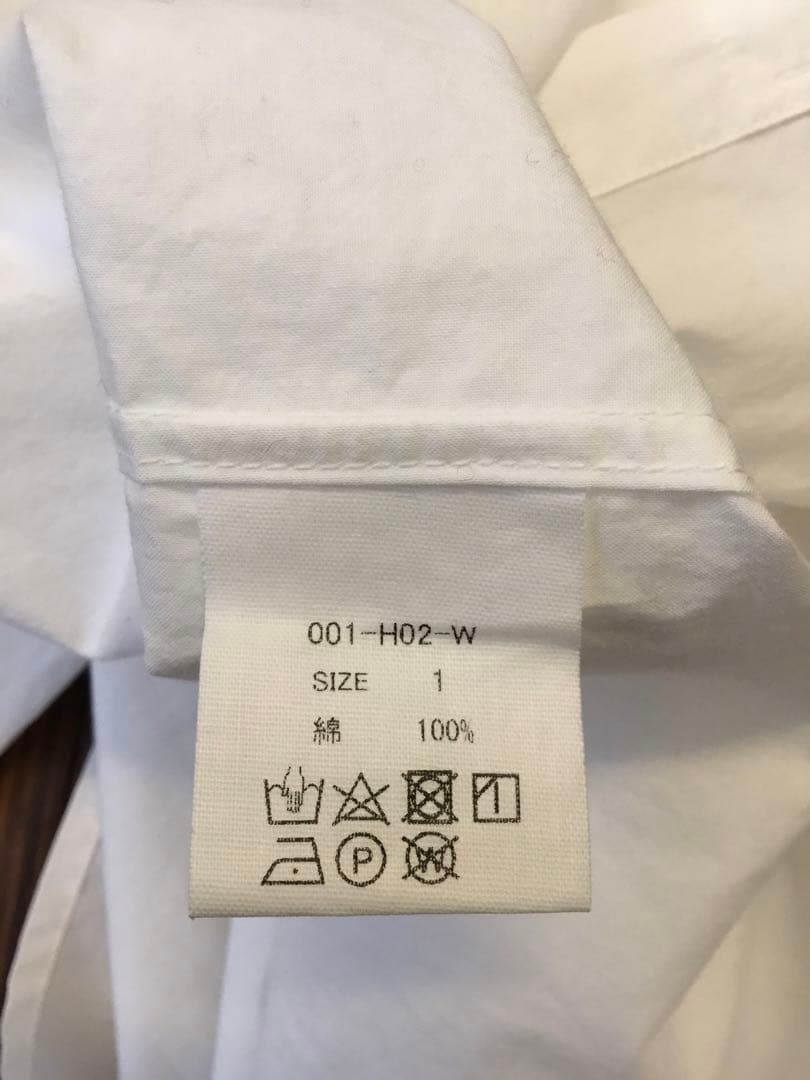 001-H02-W
SIZE 1
綿 100%
P
W